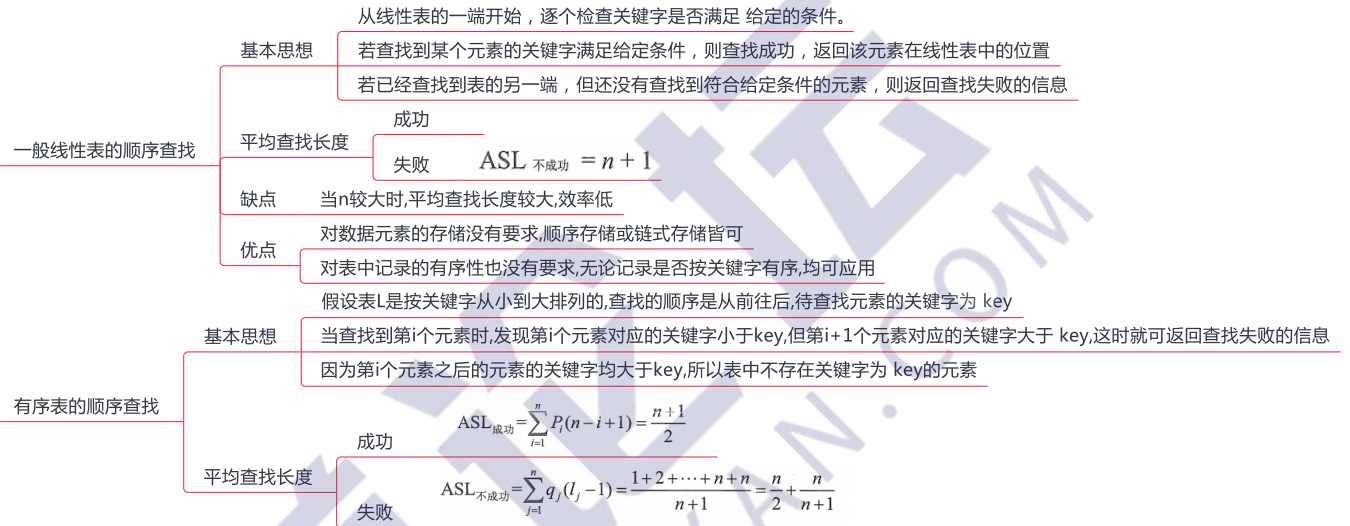 一般线性表的顺序查找
基本思想
从线性表的一端开始，逐个检查关键字是否满足 给定的条件。
若查找到某个元素的关键字满足给定条件，则查找成功，返回该元素在线性表中的位置
若已经查找到表的另一端，但还没有查找到符合给定条件的元素，则返回查找失败的信息
平均查找长度
成功
失败
ASL 不成功 = n + 1
缺点
当n较大时,平均查找长度较大,效率低
优点
对数据元素的存储没有要求,顺序存储或链式存储皆可
对表中记录的有序性也没有要求,无论记录是否按关键字有序,均可应用
有序表的顺序查找
基本思想
假设表L是按关键字从小到大排列的,查找的顺序是从前往后,待查找元素的关键字为 key
当查找到第i个元素时,发现第i个元素对应的关键字小于key,但第i+1个元素对应的关键字大于 key,这时就可返回查找失败的信息
因为第i个元素之后的元素的关键字均大于key,所以表中不存在关键字为 key的元素
平均查找长度
成功
ASL成功=∑_{i=1}^{n} P_i(n−i+1)=(n+1)/2
失败
ASL不成功=∑_{j=1}^{n} q_j(l_j−1)=(1+2+⋯+n+n)/(n+1)=n/2+n/(n+1)
论坛
YAN.COM